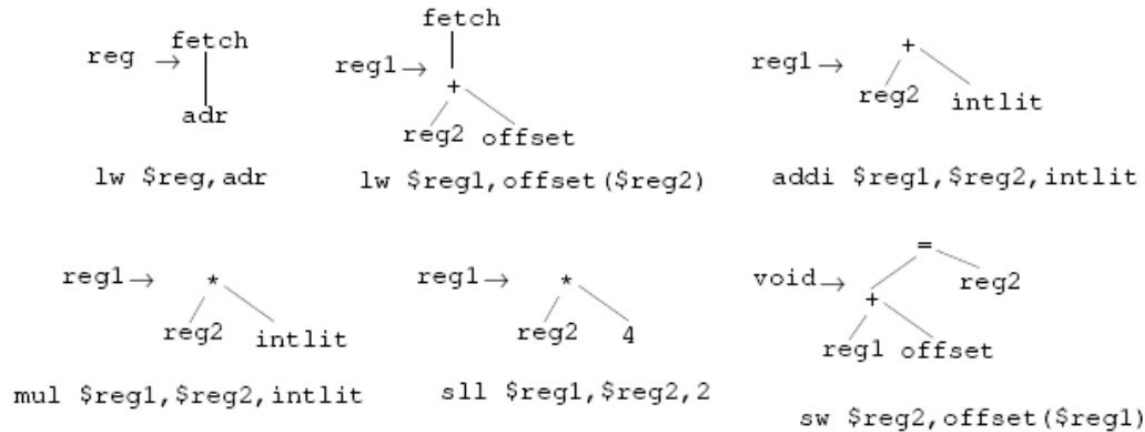 reg → fetch
adr
lw $reg,adr
fetch
reg1→
+
reg2 offset
lw $reg1,offset($reg2)
reg1→
+
reg2 intlit
addi $reg1,$reg2,intlit
reg1→ *
reg2 intlit
mul $reg1,$reg2,intlit
reg1→ *
reg2 4
sll $reg1,$reg2,2
=
void→ + reg2
reg1 offset
sw $reg2,offset($reg1)